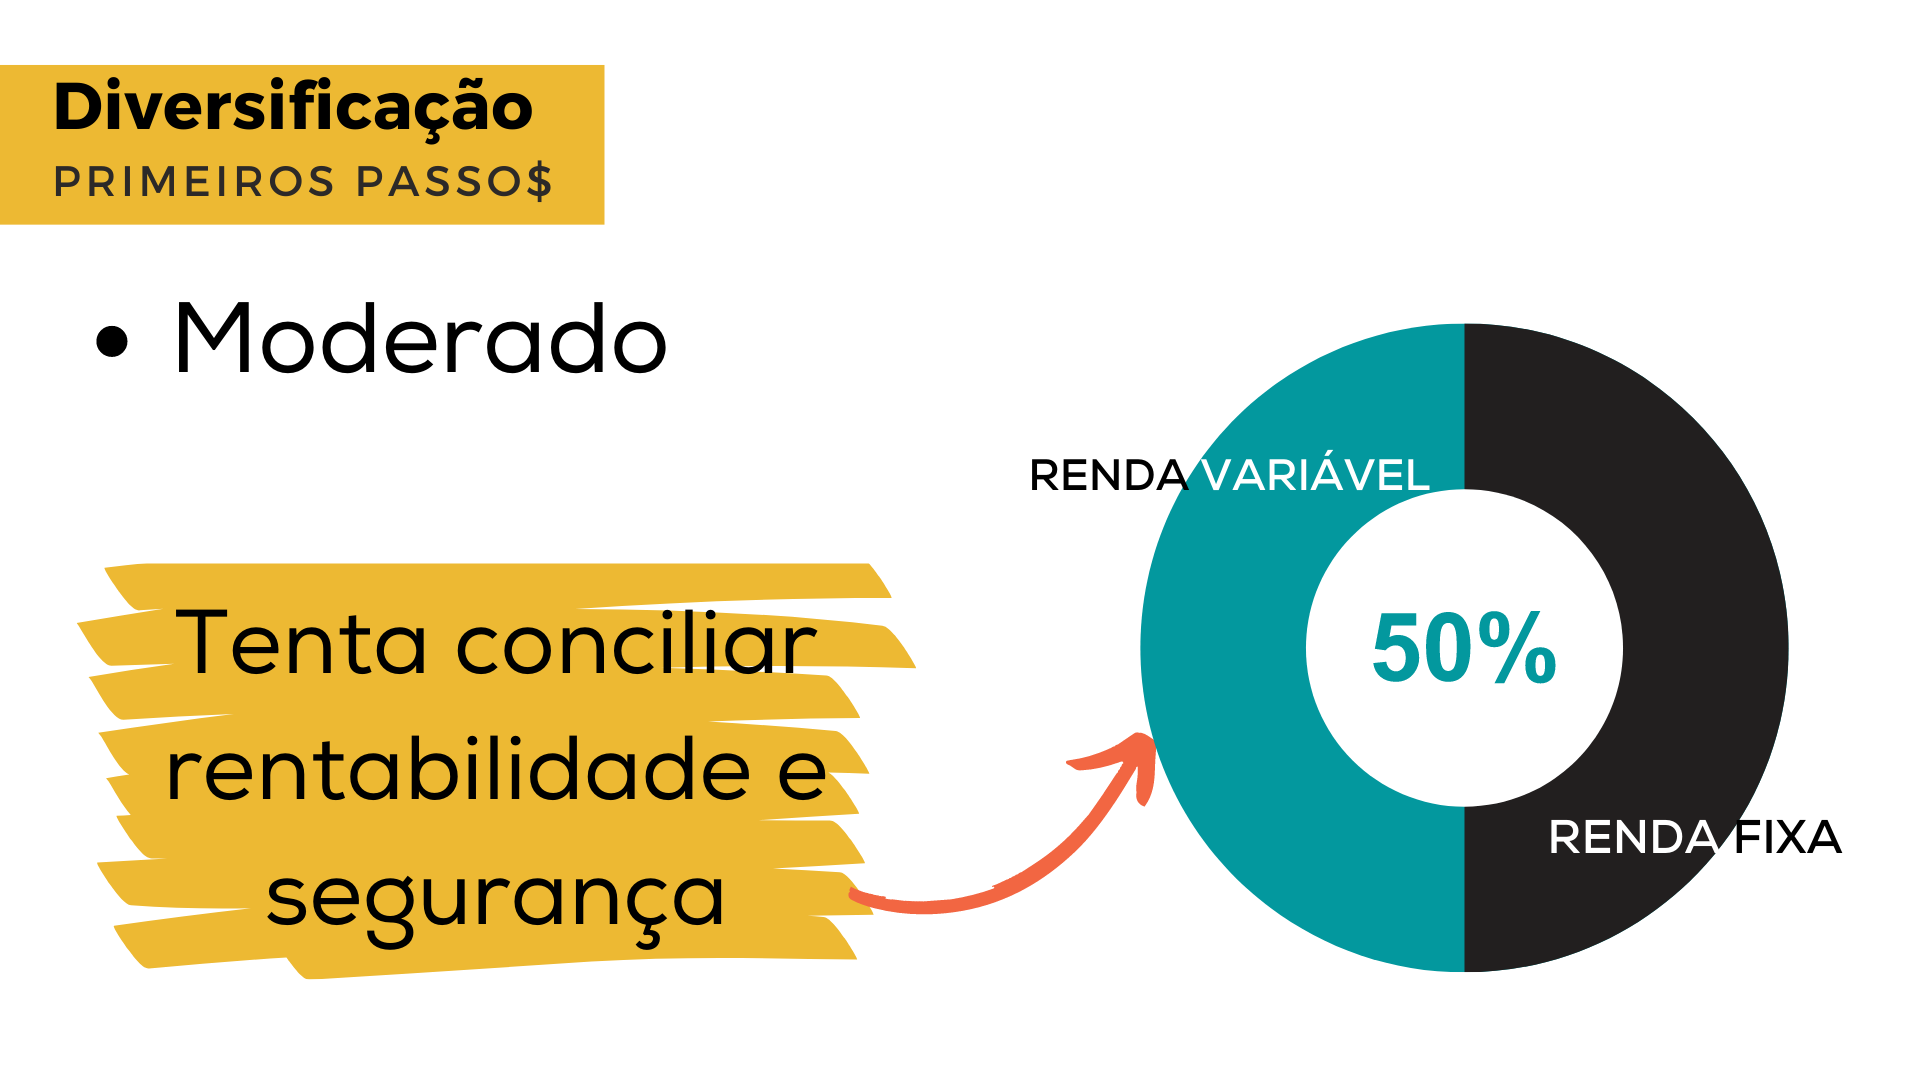 Diversificação
PRIMEIROS PASSO$
• Moderado
Tenta conciliar
rentabilidade e
segurança
RENDA VARIÁVEL
50%
RENDA FIXA